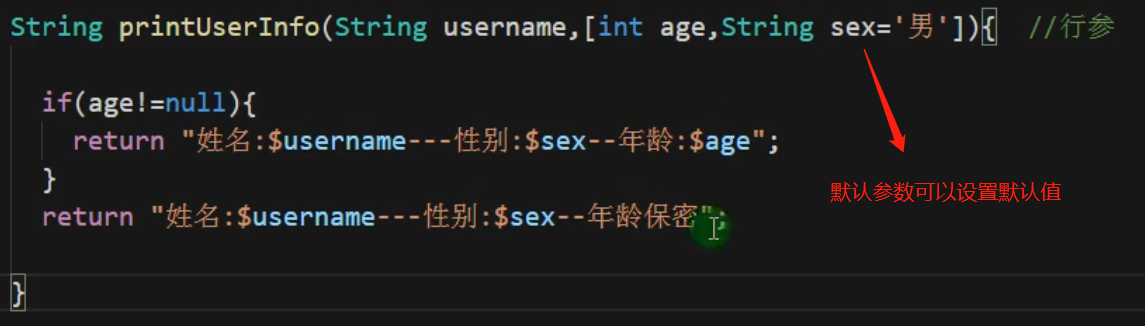 String printUserInfo(String username,[int age,String sex='男']){  //行参
if(age!=null){
return "姓名:$username---性别:$sex--年龄:$age";
}
默认参数可以设置默认值
return "姓名:$username---性别:$sex--年龄保密";
}